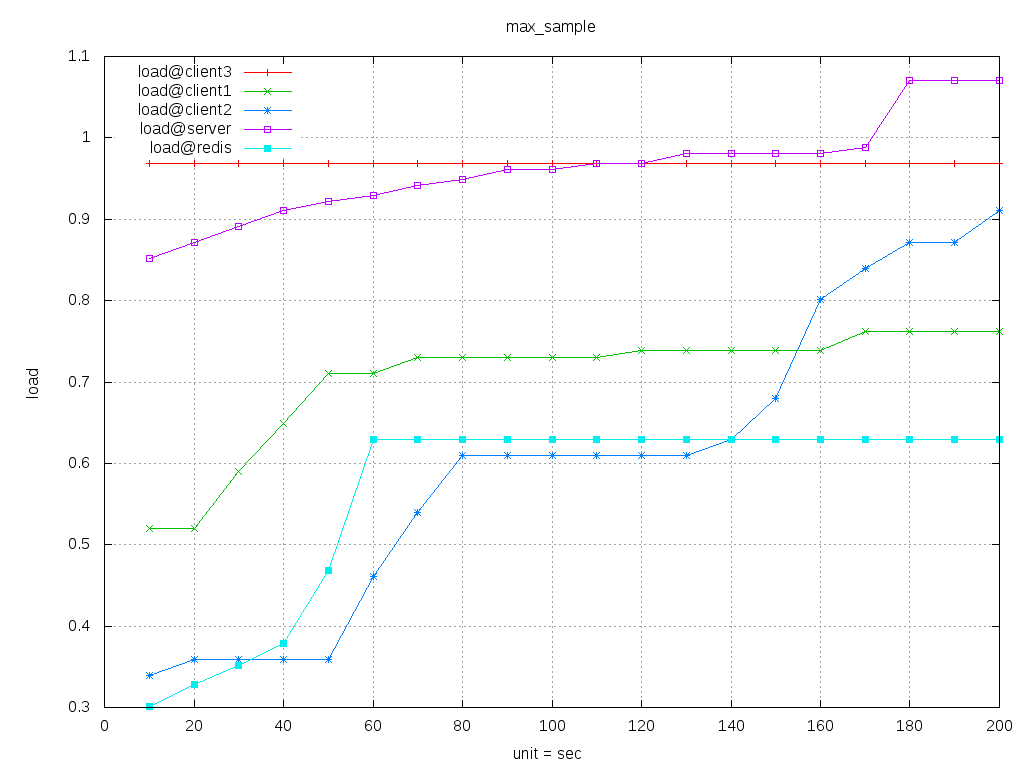 max_sample
1.1
1
0.9
0.8
0.7
0.6
0.5
0.4
0.3
load
load@client3
load@client1
load@client2
load@server
load@redis
0 20 40 60 80 100 120 140 160 180 200
unit = sec